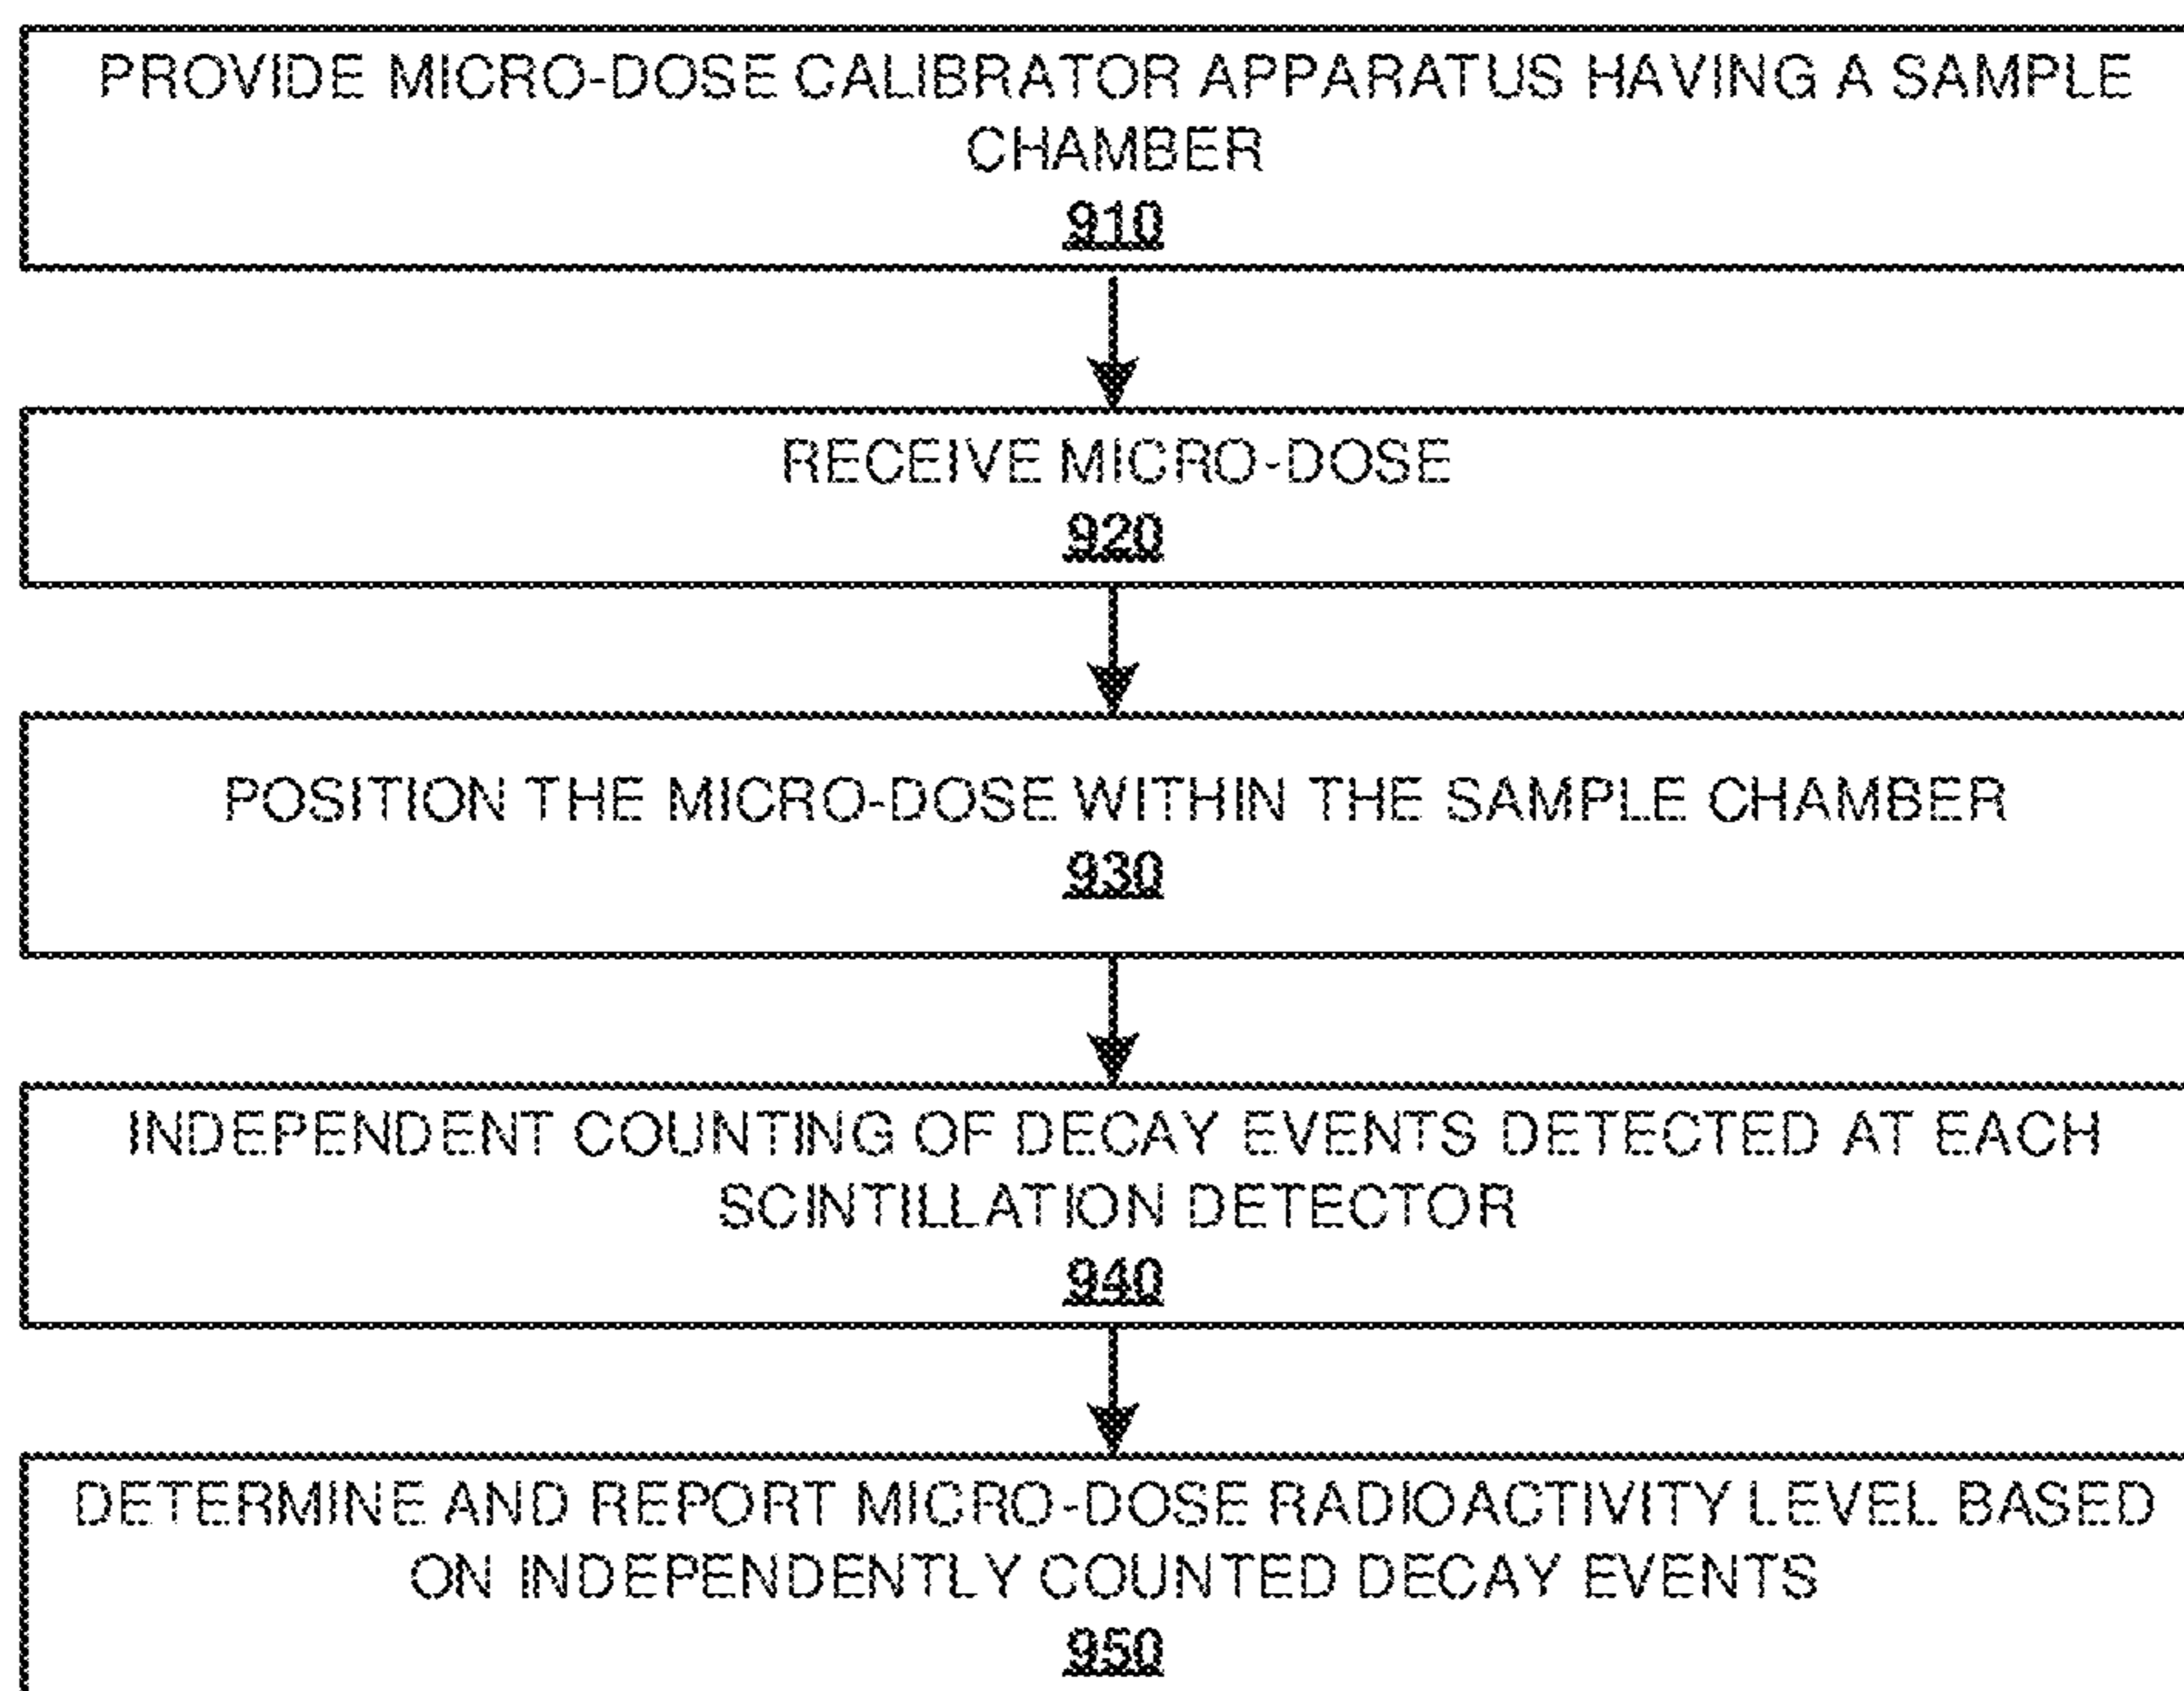 PROVIDE MICRO-DOSE CALIBRATOR APPARATUS HAVING A SAMPLE
CHAMBER
910
RECEIVE MICRO-DOSE
920
POSITION THE MICRO-DOSE WITHIN THE SAMPLE CHAMBER
930
INDEPENDENT COUNTING OF DECAY EVENTS DETECTED AT EACH
SCINTILLATION DETECTOR
940
DETERMINE AND REPORT MICRO-DOSE RADIOACTIVITY LEVEL BASED
ON INDEPENDENTLY COUNTED DECAY EVENTS
950